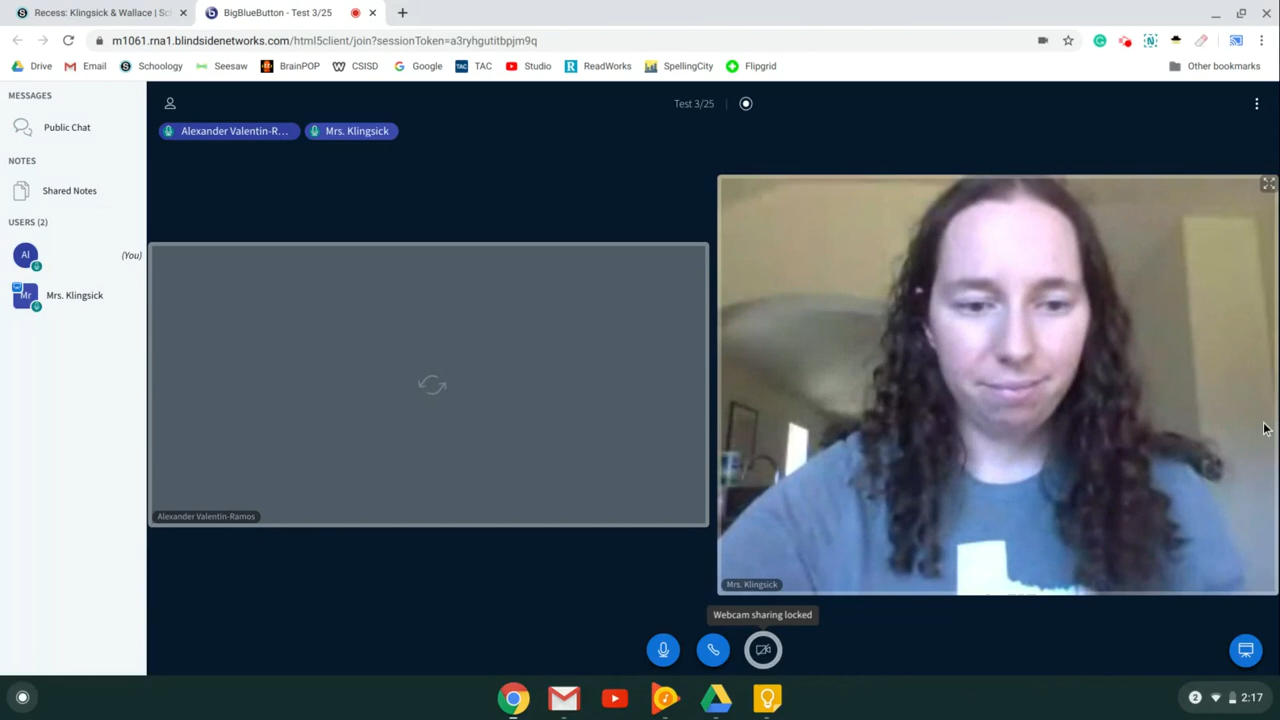 Recess: Klingsick & Wallace | Sc
BigBlueButton - Test 3/25
m1061.rna1.blindsidenetworks.com/html5client/join?sessionToken=a3ryhgutitbpjm9q
Drive Email Schoology Seesaw BrainPOP CSISD Google TAC Studio ReadWorks SpellingCity Flipgrid Other bookmarks
MESSAGES
Public Chat
NOTES
Shared Notes
USERS (2)
Al (You)
Mr Mrs. Klingsick
Test 3/25
Alexander Valentin-R... Mrs. Klingsick
Alexander Valentin-Ramos
Mrs. Klingsick
Webcam sharing locked
2 2:17